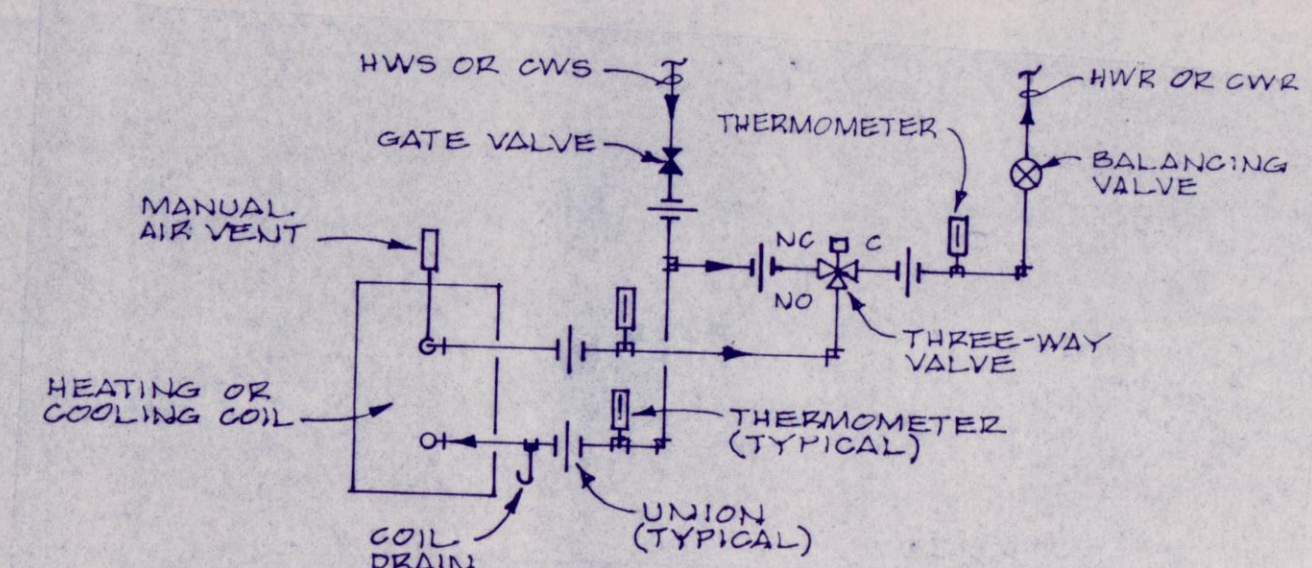 HWS OR CWS
HWR OR CWR
THERMOMETER
GATE VALVE
BALANCING
VALVE
MANUAL
AIR VENT
NC
C
NO
THREE-WAY
VALVE
HEATING OR
COOLING COIL
THERMOMETER
(TYPICAL)
UNION
(TYPICAL)
COIL
DRAIN